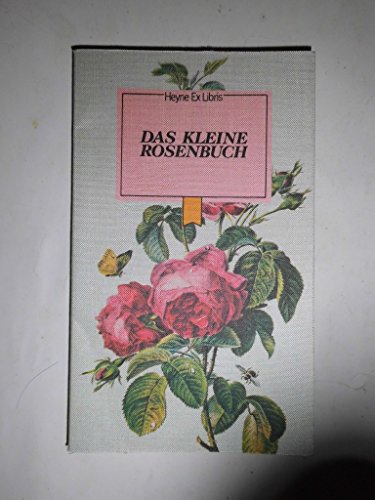 Heyne Ex Libris
DAS KLEINE
ROSENBUCH